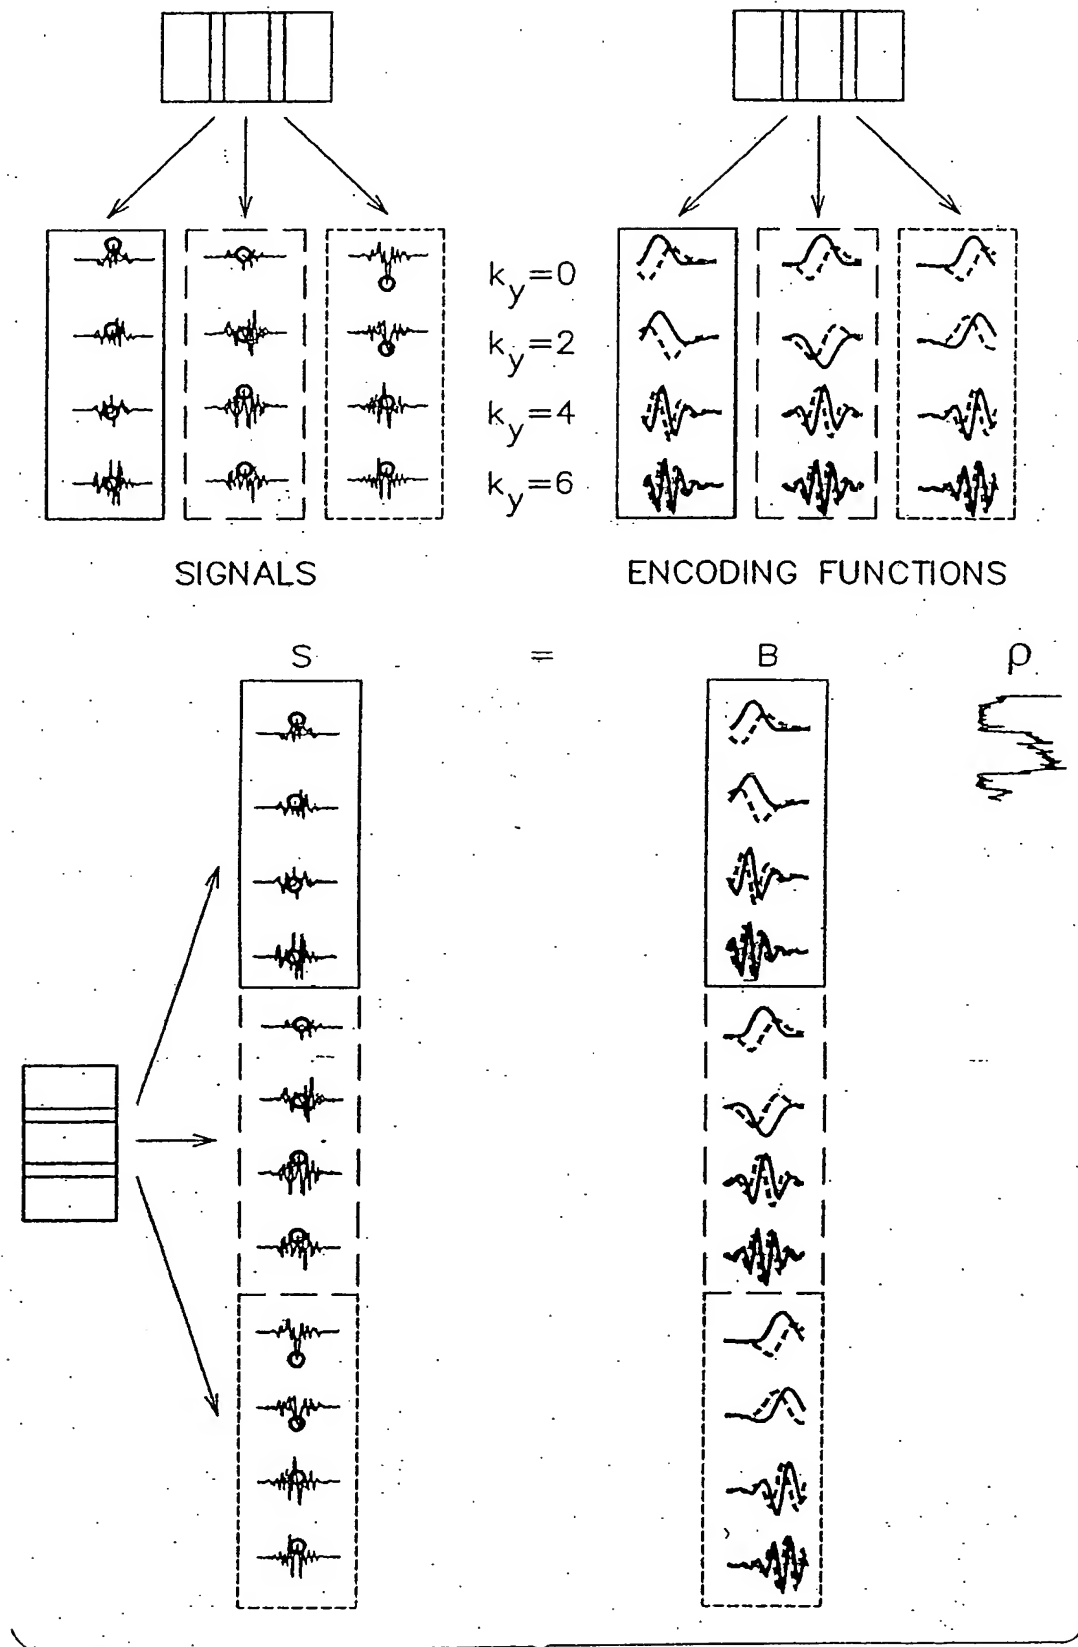 k_y=0
k_y=2
k_y=4
k_y=6
SIGNALS ENCODING FUNCTIONS
S = B ρ